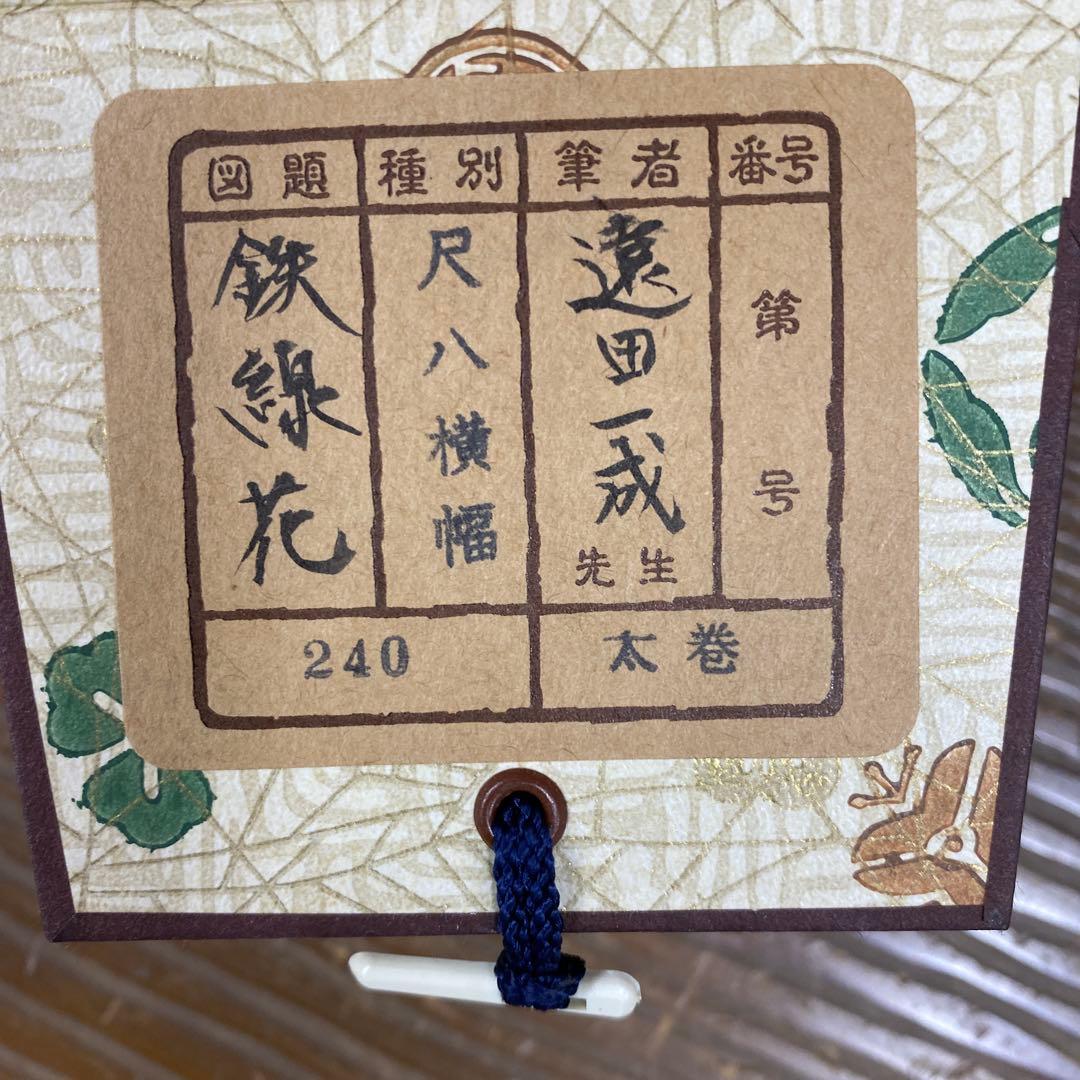 番号
第 号
筆者
遠田一成
先生
種別
尺八横幅
図題
鉄線花
太巻
240